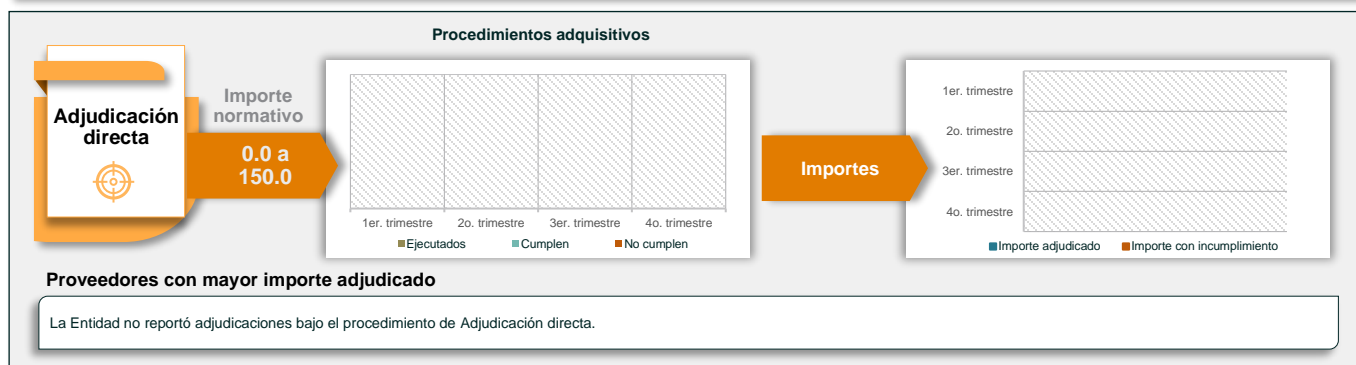 Procedimientos adquisitivos
Adjudicación
directa
Importe
normativo
0.0 a
150.0
1er. trimestre
2o. trimestre
3er. trimestre
4o. trimestre
Ejecutados
Cumplen
No cumplen
Importes
1er. trimestre
2o. trimestre
3er. trimestre
4o. trimestre
Importe adjudicado
Importe con incumplimiento
Proveedores con mayor importe adjudicado
La Entidad no reportó adjudicaciones bajo el procedimiento de Adjudicación directa.